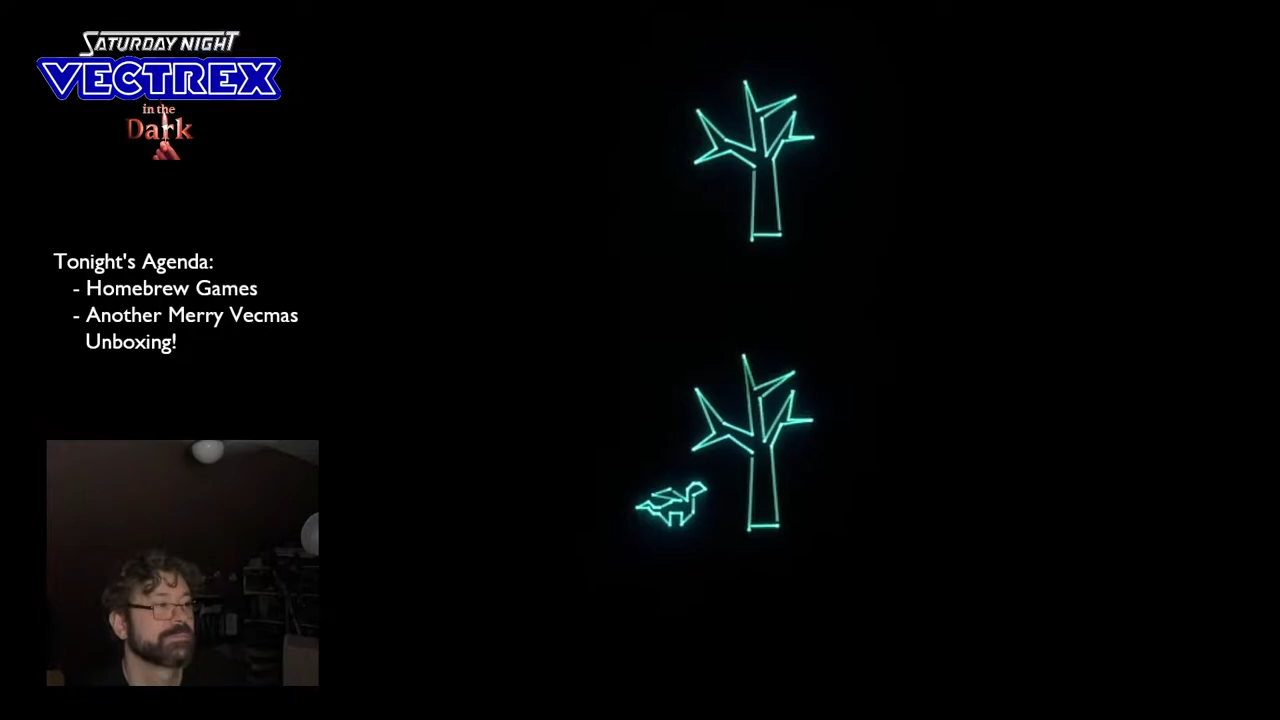 SATURDAY NIGHT
VECTREX
in the
Dark
Tonight's Agenda:
- Homebrew Games
- Another Merry Vecmas
Unboxing!